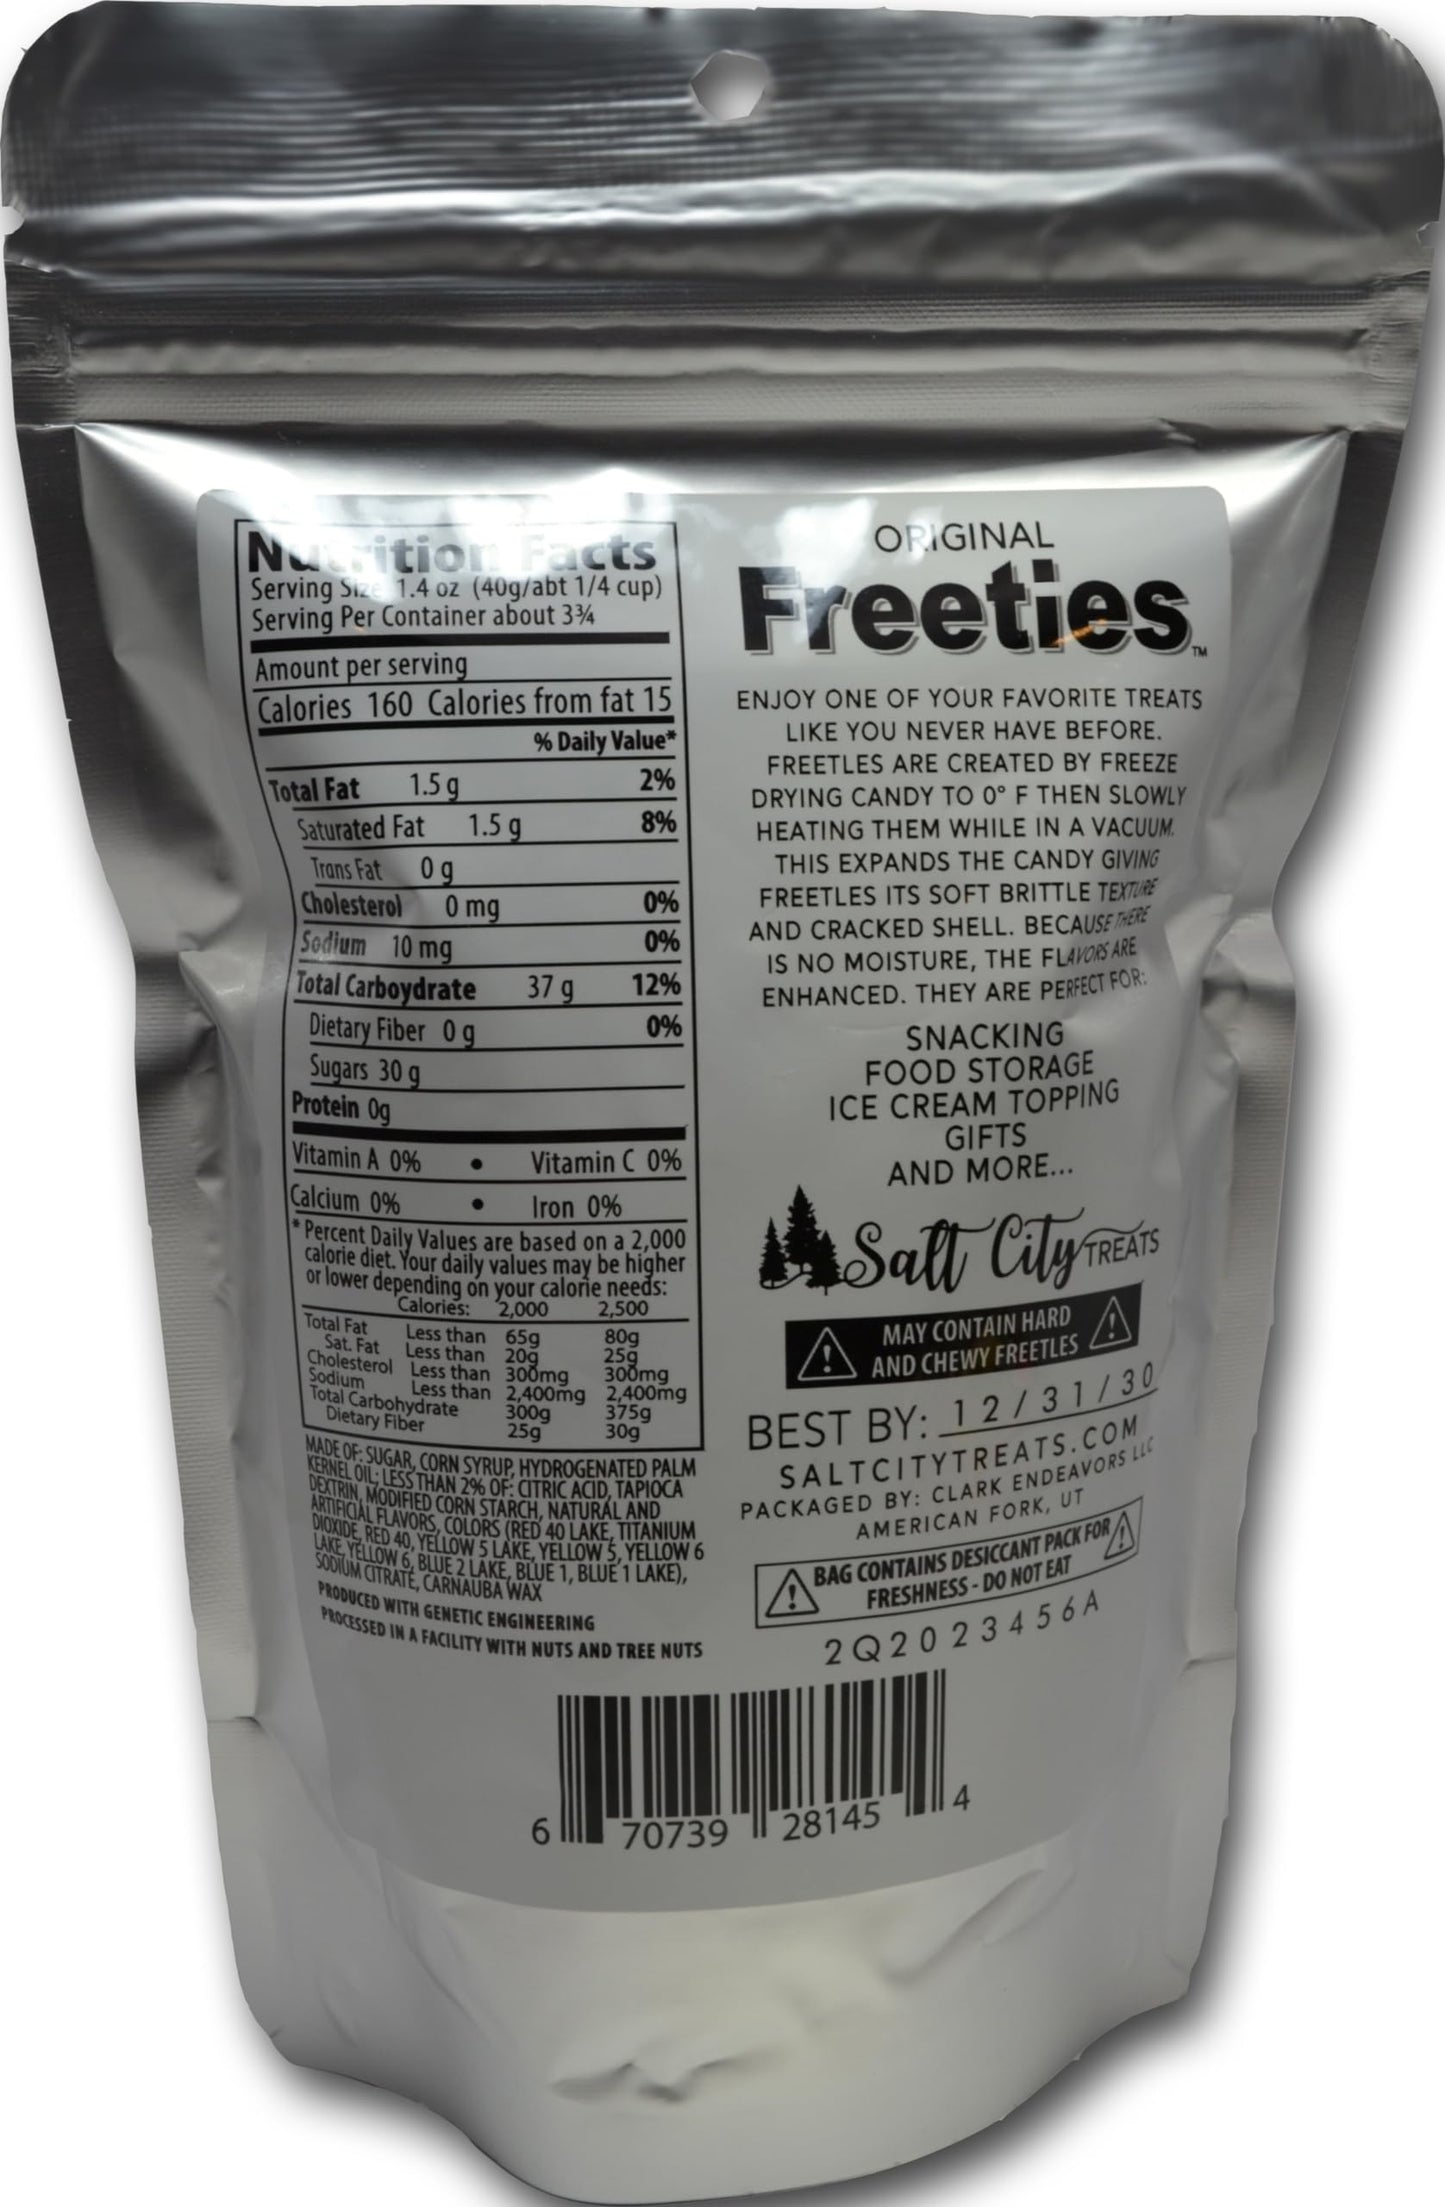 Nutrition Facts
Serving Size 1.4 oz (40g/abt 1/4 cup)
Serving Per Container about 3¾
Amount per serving
Calories 160 Calories from fat 15
% Daily Value*
Total Fat 1.5 g 2%
Saturated Fat 1.5 g 8%
Trans Fat 0 g
Cholesterol 0 mg 0%
Sodium 10 mg 0%
Total Carboydrate 37 g 12%
Dietary Fiber 0 g 0%
Sugars 30 g
Protein 0g
Vitamin A 0% • Vitamin C 0%
Calcium 0% • Iron 0%
* Percent Daily Values are based on a 2,000
calorie diet. Your daily values may be higher
or lower depending on your calorie needs:
Calories: 2,000 2,500
Total Fat Less than 65g 80g
Sat. Fat Less than 20g 25g
Cholesterol Less than 300mg 300mg
Sodium Less than 2,400mg 2,400mg
Total Carbohydrate 300g 375g
Dietary Fiber 25g 30g
MADE OF: SUGAR, CORN SYRUP, HYDROGENATED PALM
KERNEL OIL; LESS THAN 2% OF: CITRIC ACID, TAPIOCA
DEXTRIN, MODIFIED CORN STARCH, NATURAL AND
ARTIFICIAL FLAVORS, COLORS (RED 40 LAKE, TITANIUM
DIOXIDE, RED 40, YELLOW 5 LAKE, YELLOW 5, YELLOW 6
LAKE, YELLOW 6, BLUE 2 LAKE, BLUE 1, BLUE 1 LAKE),
SODIUM CITRATE, CARNAUBA WAX
PRODUCED WITH GENETIC ENGINEERING
PROCESSED IN A FACILITY WITH NUTS AND TREE NUTS
ORIGINAL
Freeties™
ENJOY ONE OF YOUR FAVORITE TREATS
LIKE YOU NEVER HAVE BEFORE.
FREETLES ARE CREATED BY FREEZE
DRYING CANDY TO 0° F THEN SLOWLY
HEATING THEM WHILE IN A VACUUM.
THIS EXPANDS THE CANDY GIVING
FREETLES ITS SOFT BRITTLE TEXTURE
AND CRACKED SHELL. BECAUSE THERE
IS NO MOISTURE, THE FLAVORS ARE
ENHANCED. THEY ARE PERFECT FOR:
SNACKING
FOOD STORAGE
ICE CREAM TOPPING
GIFTS
AND MORE...
Salt City TREATS
MAY CONTAIN HARD
AND CHEWY FREETLES
BEST BY: 12/31/30
SALTCITYTREATS.COM
PACKAGED BY: CLARK ENDEAVORS LLC
AMERICAN FORK, UT
BAG CONTAINS DESICCANT PACK FOR
FRESHNESS - DO NOT EAT
2Q2023456A
6 70739 28145 4